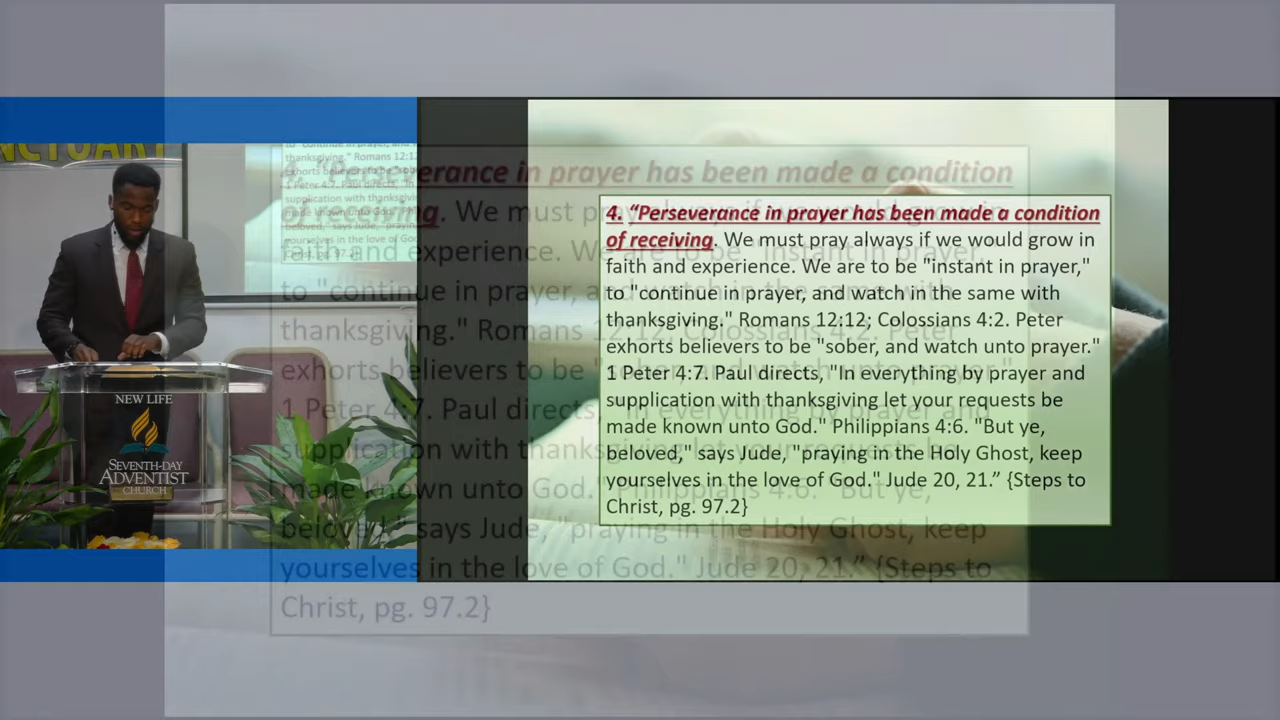 NCTUARY
NEW LIFE
SEVENTH-DAY
ADVENTIST
CHURCH
4. “Perseverance in prayer has been made a condition
of receiving. We must pray always if we would grow in
faith and experience. We are to be "instant in prayer,"
to "continue in prayer, and watch in the same with
thanksgiving." Romans 12:12; Colossians 4:2. Peter
exhorts believers to be "sober, and watch unto prayer."
1 Peter 4:7. Paul directs, "In everything by prayer and
supplication with thanksgiving let your requests be
made known unto God." Philippians 4:6. "But ye,
beloved," says Jude, "praying in the Holy Ghost, keep
yourselves in the love of God." Jude 20, 21.” {Steps to
Christ, pg. 97.2}